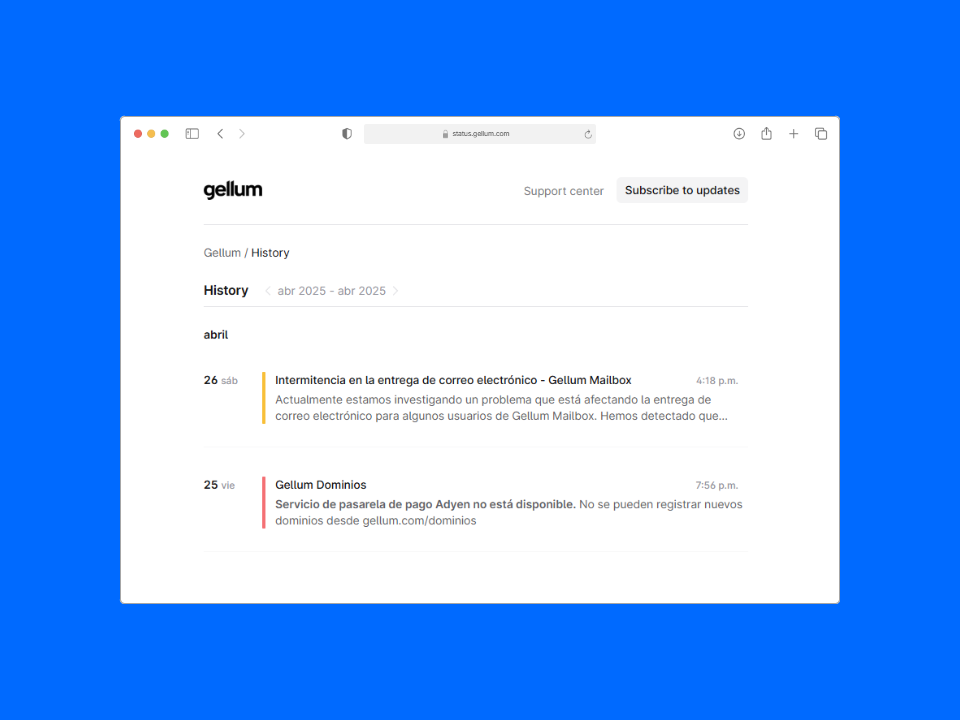 status.gellum.com
gellum
Support center
Subscribe to updates
Gellum / History
History
abr 2025 - abr 2025
abril
26 sáb
Intermitencia en la entrega de correo electrónico - Gellum Mailbox
4:18 p.m.
Actualmente estamos investigando un problema que está afectando la entrega de
correo electrónico para algunos usuarios de Gellum Mailbox. Hemos detectado que...
25 vie
Gellum Dominios
7:56 p.m.
Servicio de pasarela de pago Adyen no está disponible. No se pueden registrar nuevos
dominios desde gellum.com/dominios